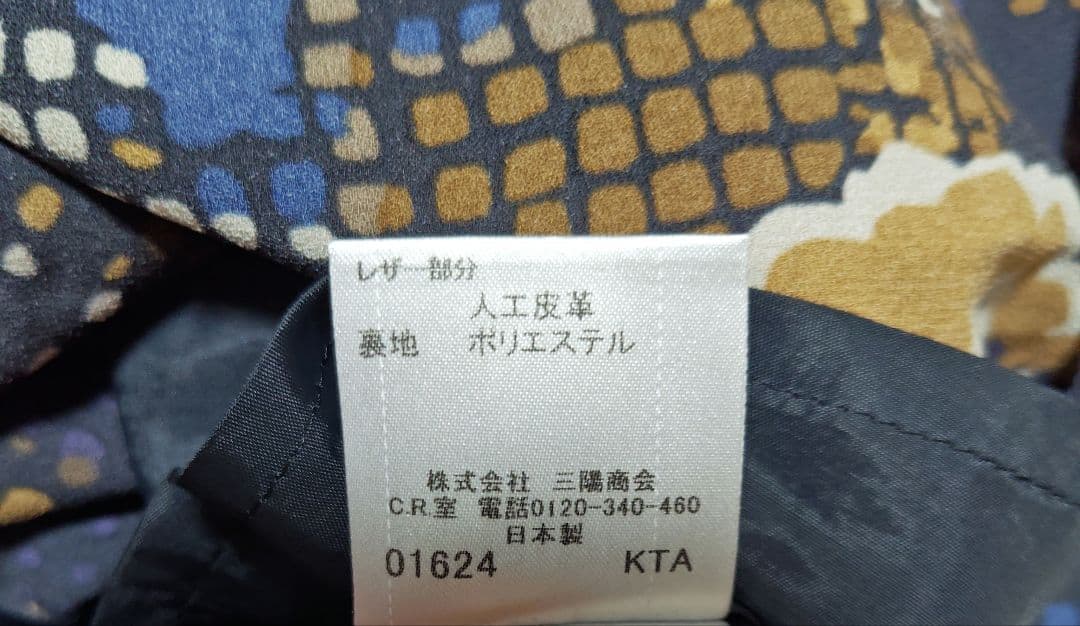 レザー部分
人工皮革
裏地 ポリエステル
株式会社 三陽商会
C.R.室 電話0120-340-460
日本製
01624 KTA